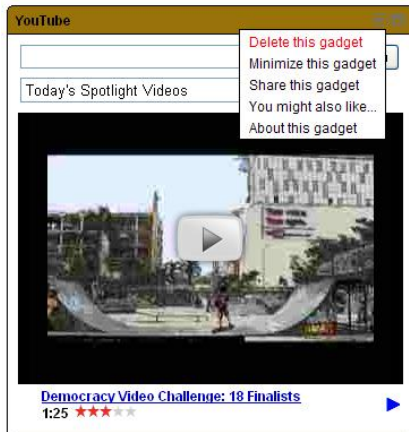 YouTube
Delete this gadget
Minimize this gadget
Share this gadget
You might also like...
About this gadget
Today's Spotlight Videos
Democracy Video Challenge: 18 Finalists
1:25